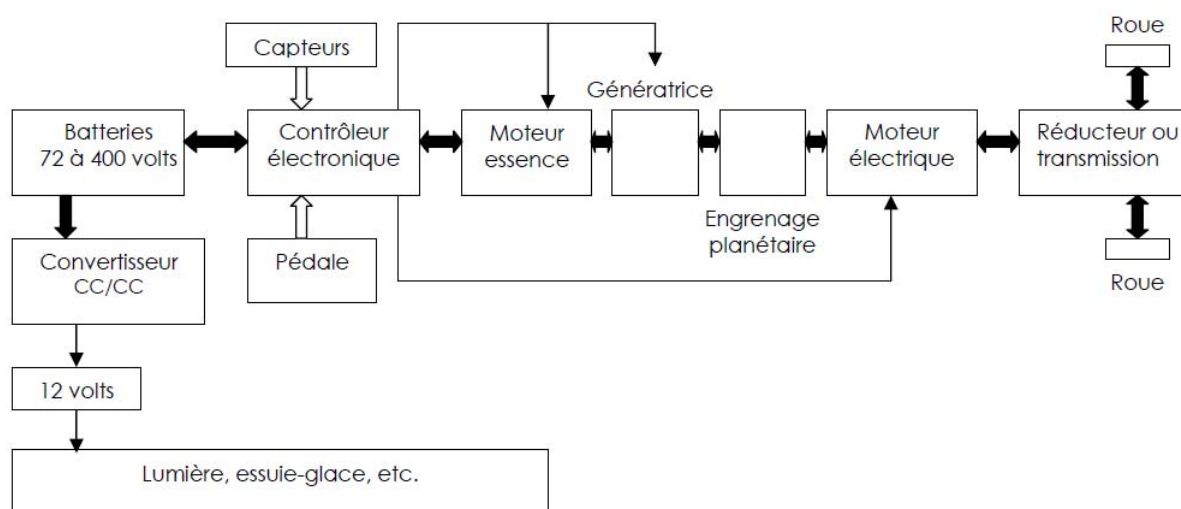 Capteurs
Génératrice
Roue
Batteries
72 à 400 volts
Contrôleur
électronique
Moteur
essence
Moteur
électrique
Réducteur ou
transmission
Engrenage
planétaire
Convertisseur
CC/CC
Pédale
Roue
12 volts
Lumière, essuie-glace, etc.